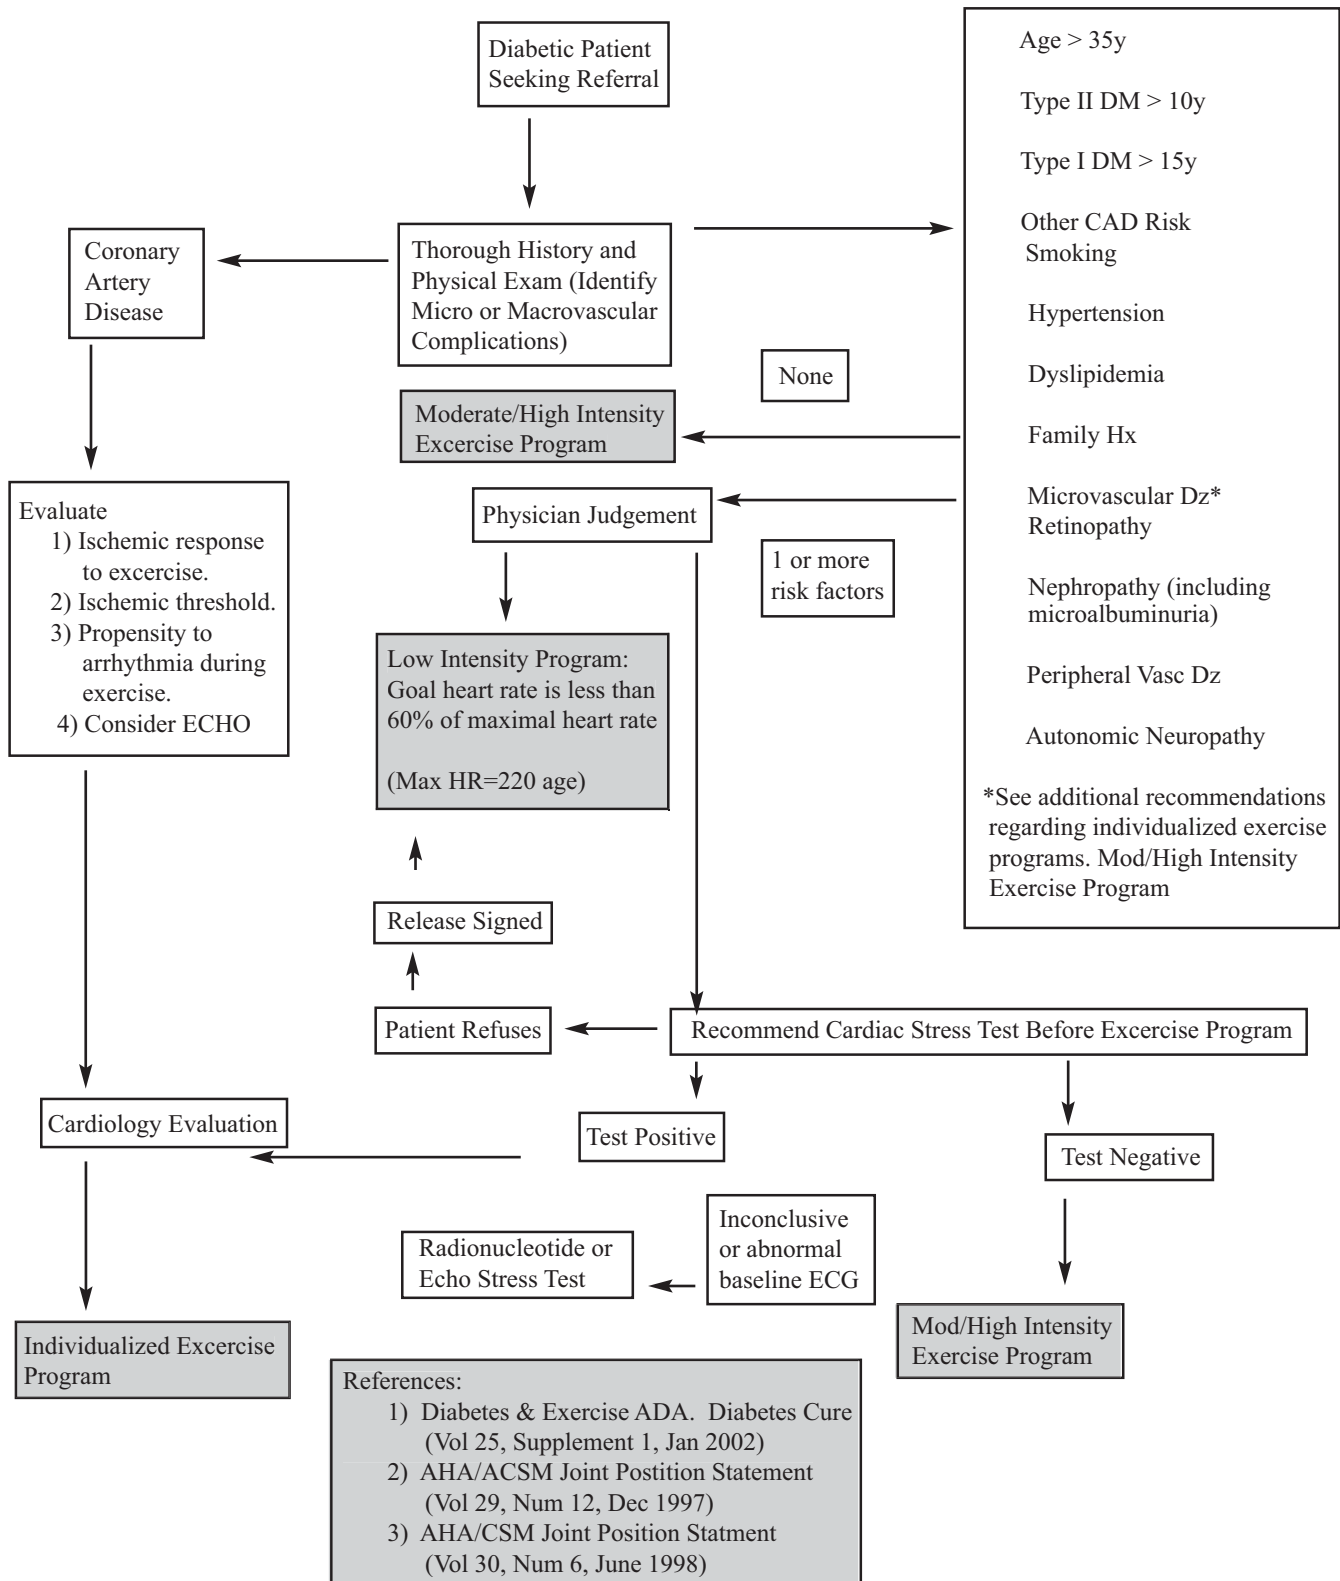 Diabetic Patient
Seeking Referral
Age > 35y
Type II DM > 10y
Type I DM > 15y
Other CAD Risk
Smoking
Hypertension
Dyslipidemia
Family Hx
Microvascular Dz*
Retinopathy
Nephropathy (including
microalbuminuria)
Peripheral Vasc Dz
Autonomic Neuropathy
*See additional recommendations
regarding individualized exercise
programs. Mod/High Intensity
Exercise Program
Coronary
Artery
Disease
Thorough History and
Physical Exam (Identify
Micro or Macrovascular
Complications)
None
Moderate/High Intensity
Excercise Program
Evaluate
1) Ischemic response
to excercise.
2) Ischemic threshold.
3) Propensity to
arrhythmia during
exercise.
4) Consider ECHO
Physician Judgement
1 or more
risk factors
Low Intensity Program:
Goal heart rate is less than
60% of maximal heart rate
(Max HR=220 age)
Release Signed
Patient Refuses
Recommend Cardiac Stress Test Before Excercise Program
Cardiology Evaluation
Test Positive
Test Negative
Inconclusive
or abnormal
baseline ECG
Radionucleotide or
Echo Stress Test
Individualized Excercise
Program
Mod/High Intensity
Exercise Program
References:
1) Diabetes & Exercise ADA. Diabetes Cure
(Vol 25, Supplement 1, Jan 2002)
2) AHA/ACSM Joint Postition Statement
(Vol 29, Num 12, Dec 1997)
3) AHA/CSM Joint Position Statment
(Vol 30, Num 6, June 1998)